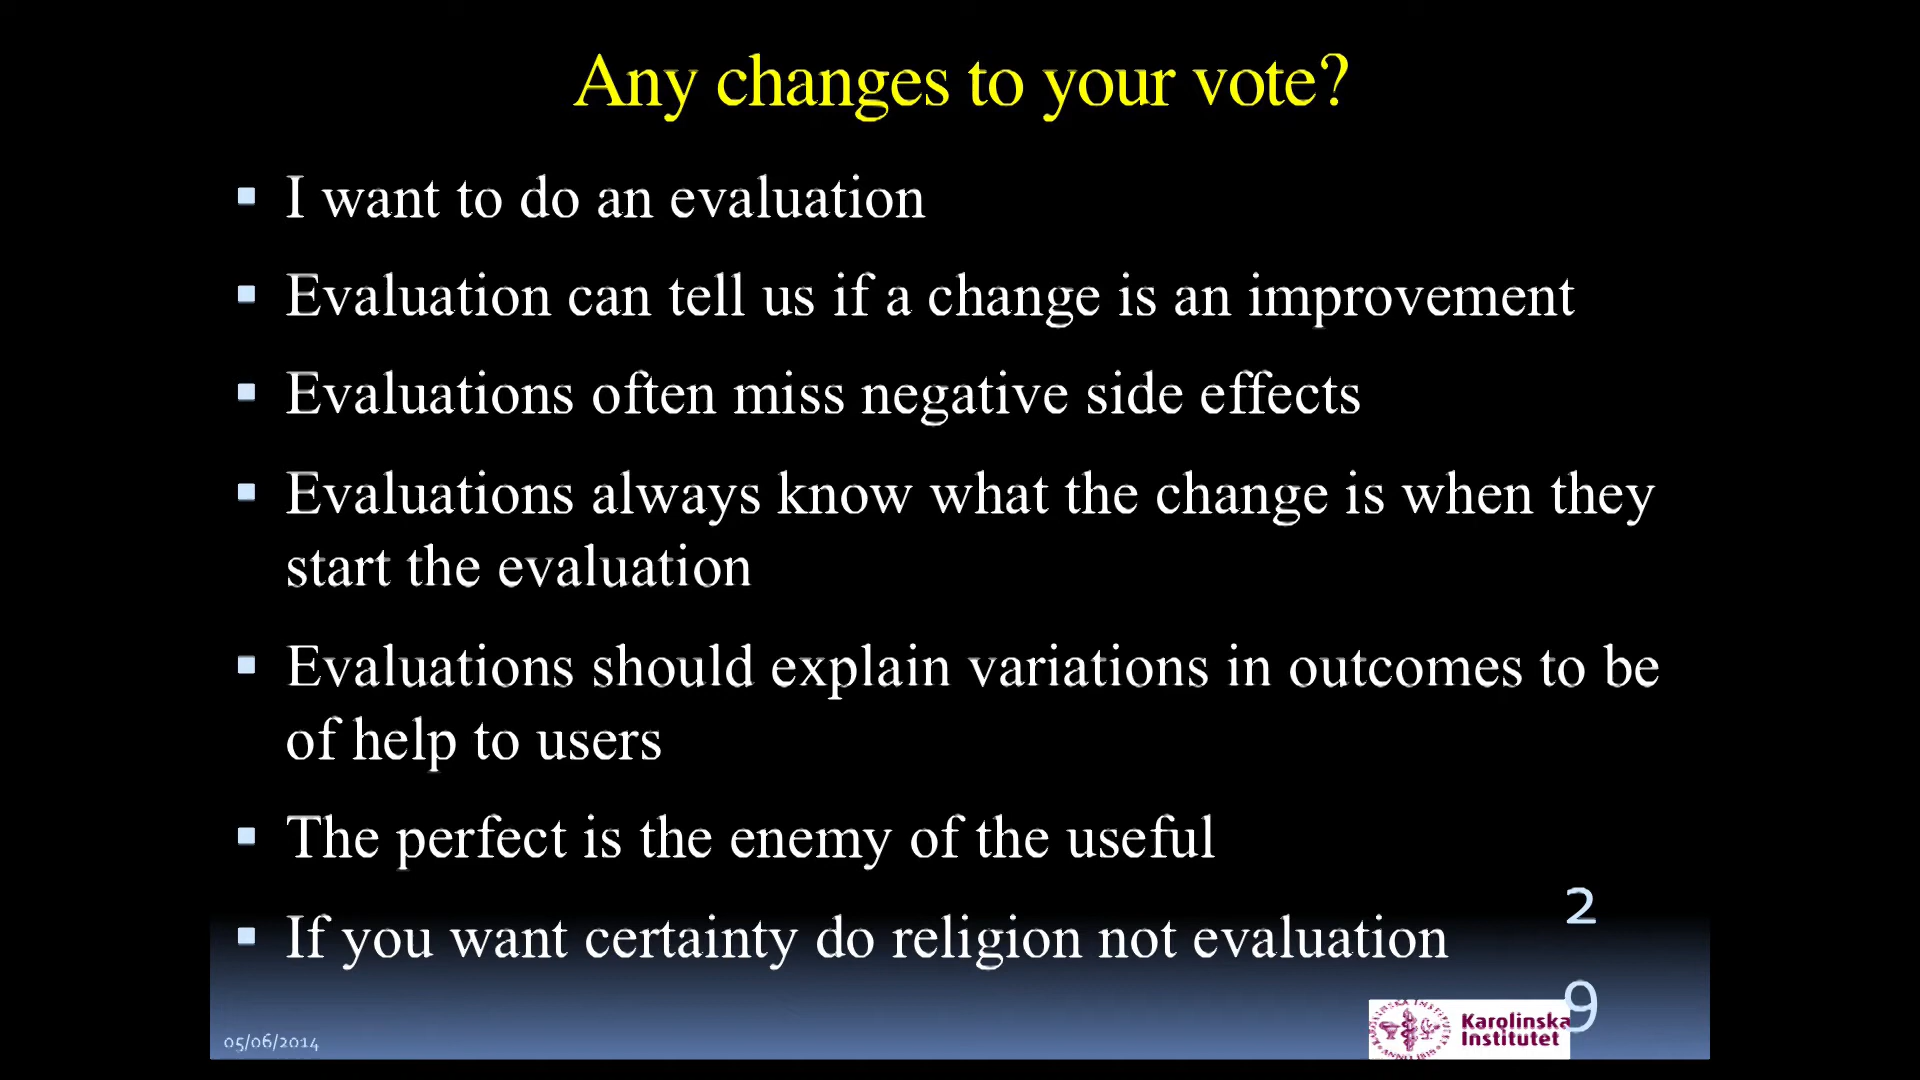 Any changes to your vote?
▪ I want to do an evaluation
▪ Evaluation can tell us if a change is an improvement
▪ Evaluations often miss negative side effects
▪ Evaluations always know what the change is when they
start the evaluation
▪ Evaluations should explain variations in outcomes to be
of help to users
▪ The perfect is the enemy of the useful
▪ If you want certainty do religion not evaluation
2
9
05/06/2014
Karolinska
Institutet